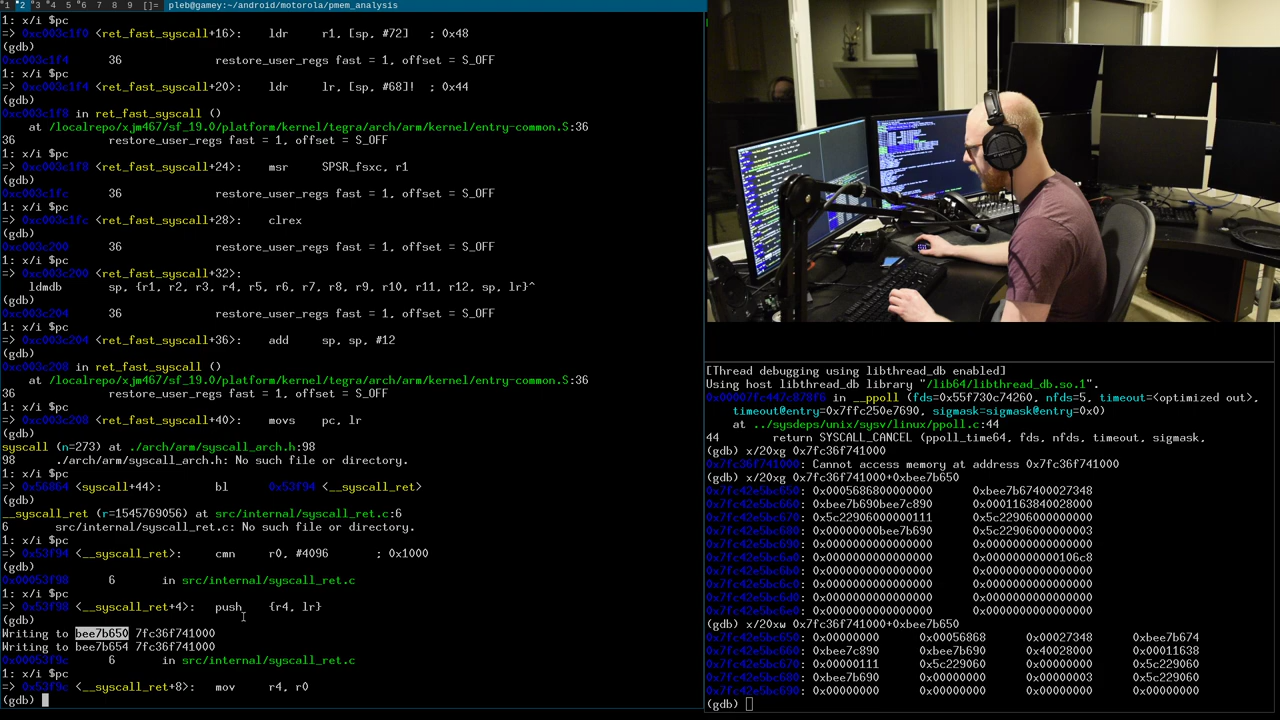 1 2 3 4 5 6 7 8 9 []= pleb@gamey:~/android/motorola/pmem_analysis
1: x/i $pc
=> 0xc003c1f0 <ret_fast_syscall+16>: ldr r1, [sp, #72] ; 0x48
(gdb)
0xc003c1f4 36 restore_user_regs fast = 1, offset = S_OFF
1: x/i $pc
=> 0xc003c1f4 <ret_fast_syscall+20>: ldr lr, [sp, #68]! ; 0x44
(gdb)
0xc003c1f8 in ret_fast_syscall ()
at /localrepo/xjm467/sf_19.0/platform/kernel/tegra/arch/arm/kernel/entry-common.S:36
36 restore_user_regs fast = 1, offset = S_OFF
1: x/i $pc
=> 0xc003c1f8 <ret_fast_syscall+24>: msr SPSR_fsxc, r1
(gdb)
0xc003c1fc 36 restore_user_regs fast = 1, offset = S_OFF
1: x/i $pc
=> 0xc003c1fc <ret_fast_syscall+28>: clrex
(gdb)
0xc003c200 36 restore_user_regs fast = 1, offset = S_OFF
1: x/i $pc
=> 0xc003c200 <ret_fast_syscall+32>:
ldmdb sp, {r1, r2, r3, r4, r5, r6, r7, r8, r9, r10, r11, r12, sp, lr}^
(gdb)
0xc003c204 36 restore_user_regs fast = 1, offset = S_OFF
1: x/i $pc
=> 0xc003c204 <ret_fast_syscall+36>: add sp, sp, #12
(gdb)
0xc003c208 in ret_fast_syscall ()
at /localrepo/xjm467/sf_19.0/platform/kernel/tegra/arch/arm/kernel/entry-common.S:36
36 restore_user_regs fast = 1, offset = S_OFF
1: x/i $pc
=> 0xc003c208 <ret_fast_syscall+40>: movs pc, lr
(gdb)
syscall (n=273) at ./arch/arm/syscall_arch.h:98
98 ./arch/arm/syscall_arch.h: No such file or directory.
1: x/i $pc
=> 0x56864 <syscall+44>: bl 0x53f94 <__syscall_ret>
(gdb)
__syscall_ret (r=1545769056) at src/internal/syscall_ret.c:6
6 src/internal/syscall_ret.c: No such file or directory.
1: x/i $pc
=> 0x53f94 <__syscall_ret>: cmn r0, #4096 ; 0x1000
(gdb)
0x00053f98 6 in src/internal/syscall_ret.c
1: x/i $pc
=> 0x53f98 <__syscall_ret+4>: push {r4, lr}
(gdb)
Writing to bee7b650 7fc36f741000
Writing to bee7b654 7fc36f741000
0x00053f9c 6 in src/internal/syscall_ret.c
1: x/i $pc
=> 0x53f9c <__syscall_ret+8>: mov r4, r0
(gdb)
[Thread debugging using libthread_db enabled]
Using host libthread_db library "/lib64/libthread_db.so.1".
0x00007fc447c878f6 in __ppoll (fds=0x55f730c74260, nfds=5, timeout=<optimized out>,
timeout@entry=0x7ffc250e7690, sigmask=sigmask@entry=0x0)
at ../sysdeps/unix/sysv/linux/ppoll.c:44
44 return SYSCALL_CANCEL (ppoll_time64, fds, nfds, timeout, sigmask,
(gdb) x/20xg 0x7fc36f741000
0x7fc36f741000: Cannot access memory at address 0x7fc36f741000
(gdb) x/20xg 0x7fc36f741000+0xbee7b650
0x7fc42e5bc650: 0x0005686800000000 0xbee7b67400027348
0x7fc42e5bc660: 0xbee7b690bee7c890 0x0001163840028000
0x7fc42e5bc670: 0x5c22906000000111 0x5c22906000000000
0x7fc42e5bc680: 0x00000000bee7b690 0x5c22906000000003
0x7fc42e5bc690: 0x0000000000000000 0x0000000000000000
0x7fc42e5bc6a0: 0x0000000000000000 0x00000000000106c8
0x7fc42e5bc6b0: 0x0000000000000000 0x0000000000000000
0x7fc42e5bc6c0: 0x0000000000000000 0x0000000000000000
0x7fc42e5bc6d0: 0x0000000000000000 0x0000000000000000
0x7fc42e5bc6e0: 0x0000000000000000 0x0000000000000000
(gdb) x/20xw 0x7fc36f741000+0xbee7b650
0x7fc42e5bc650: 0x00000000 0x00056868 0x00027348 0xbee7b674
0x7fc42e5bc660: 0xbee7c890 0xbee7b690 0x40028000 0x00011638
0x7fc42e5bc670: 0x00000111 0x5c229060 0x00000000 0x5c229060
0x7fc42e5bc680: 0xbee7b690 0x00000000 0x00000003 0x5c229060
0x7fc42e5bc690: 0x00000000 0x00000000 0x00000000 0x00000000
(gdb)